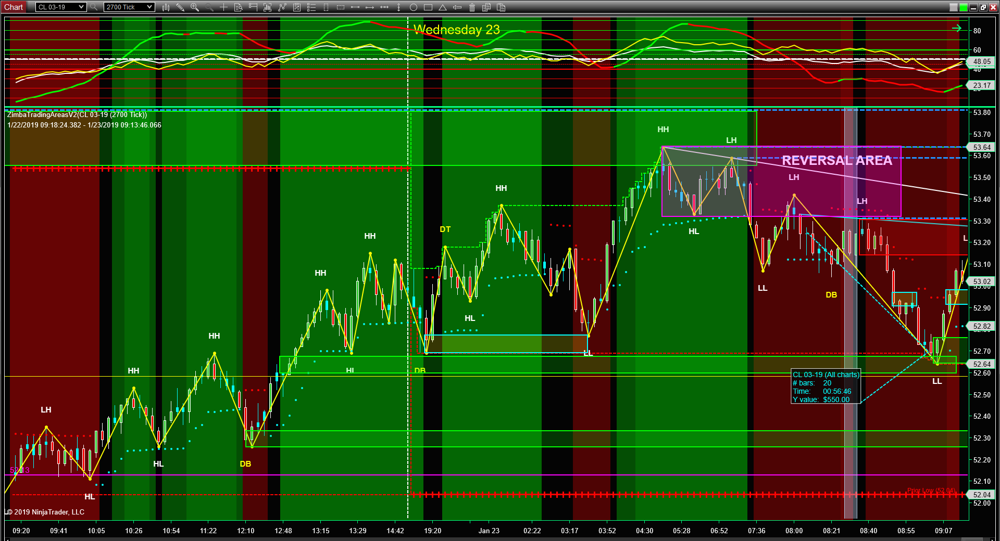 Chart
CL 03-19
2700 Tick
Wednesday 23
80
60
48.05
40
23.17
ZimbaTradingAreasV2(CL 03-19 (2700 Tick))
1/22/2019 09:18:24.382 - 1/23/2019 09:13:46.066
53.80
53.70
53.64
53.60
53.50
53.40
53.30
53.20
53.10
53.02
53.00
52.90
52.82
52.70
52.64
52.60
52.50
52.40
52.30
52.20
52.10
52.04
52.00
HH
LH
REVERSAL AREA
LH
HH
LH
DT
HL
HH
L
HH
LL
DB
HL
HH
LL
HH
HL
DB
LL
CL 03-19 (All charts)
# bars: 20
Time: 00:56:46
Y value: $550.00
LH
HL
DB
52.13
Prior Low (52.04)
HL
© 2019 NinjaTrader, LLC
09:20
09:41
10:05
10:26
10:54
11:22
12:10
12:48
13:15
13:29
14:42
19:20
Jan 23
02:22
03:17
03:52
04:30
05:28
06:52
07:36
08:00
08:21
08:40
08:55
09:07